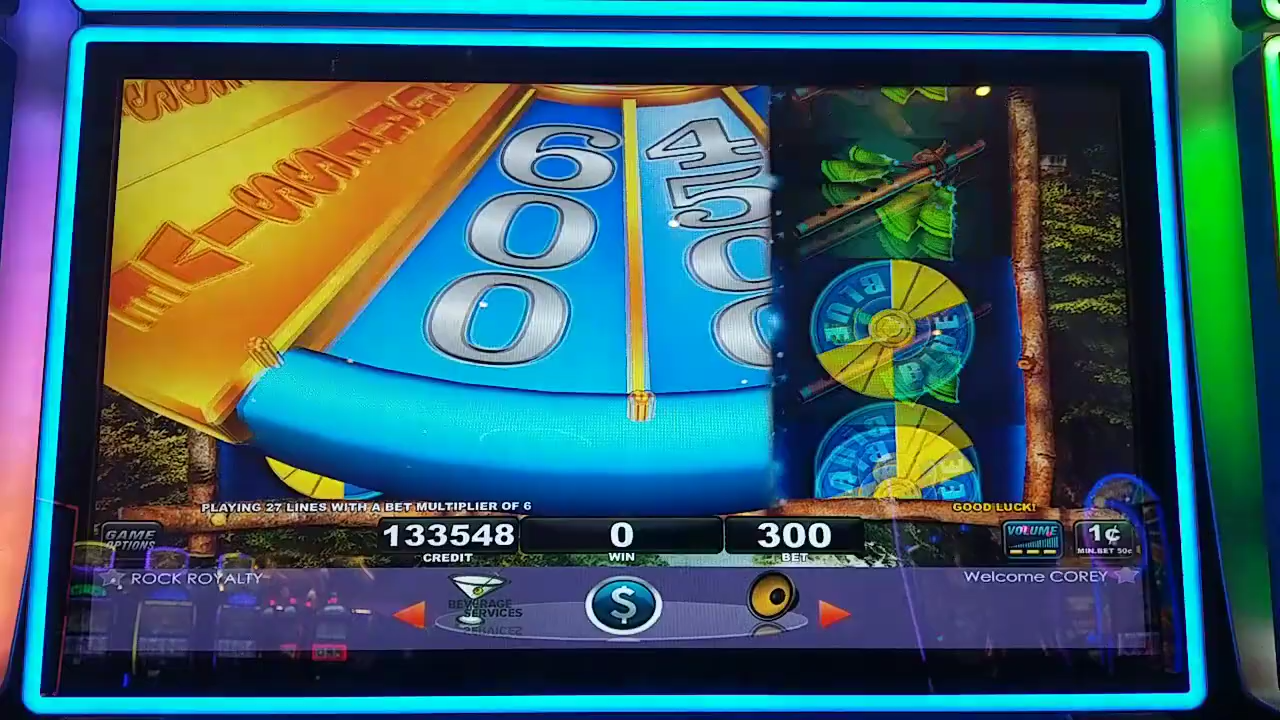 600
450
PLAYING 27 LINES WITH A BET MULTIPLIER OF 6
GOOD LUCK!
GAME OPTIONS
133548
CREDIT
0
WIN
300
BET
VOLUME
1¢
MIN.BET 50¢
ROCK ROYALTY
Welcome COREY
BEVERAGE
SERVICES
$